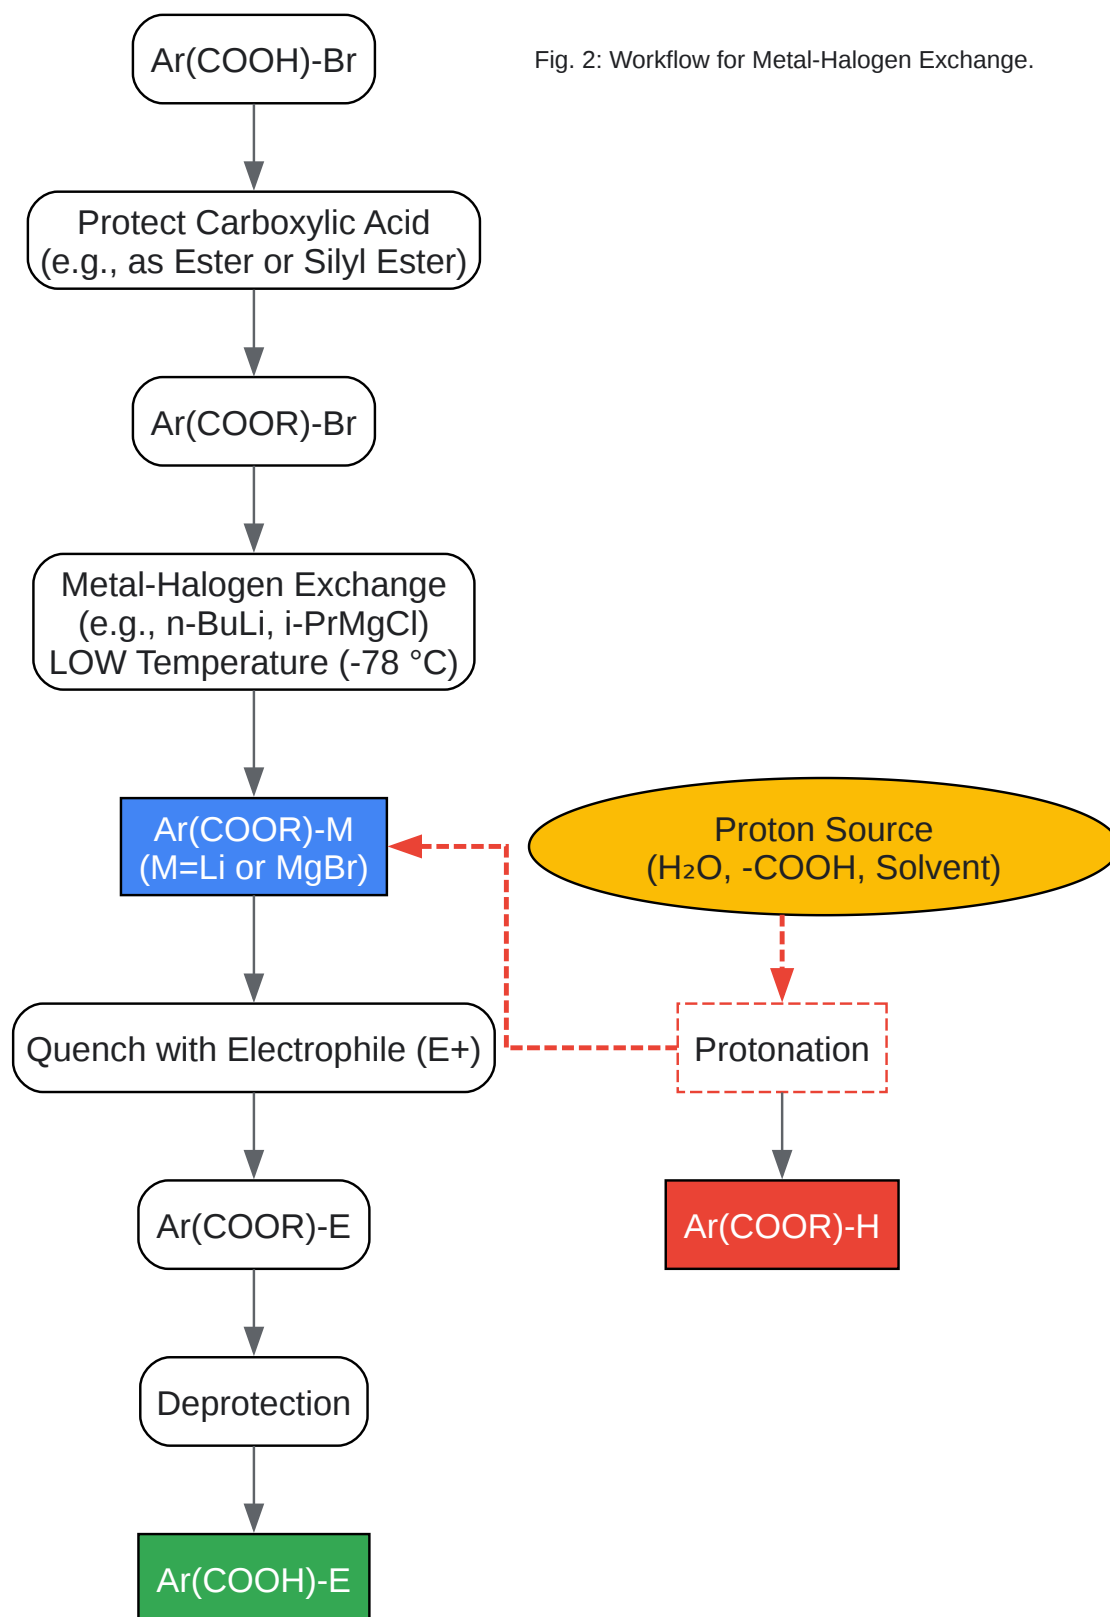 Ar(COOH)-Br
Fig. 2: Workflow for Metal-Halogen Exchange.
Protect Carboxylic Acid
(e.g., as Ester or Silyl Ester)
Ar(COOR)-Br
Metal-Halogen Exchange
(e.g., n-BuLi, i-PrMgCl)
LOW Temperature (-78 °C)
Ar(COOR)-M
(M=Li or MgBr)
Proton Source
(H₂O, -COOH, Solvent)
Quench with Electrophile (E+)
Protonation
Ar(COOR)-E
Ar(COOR)-H
Deprotection
Ar(COOH)-E